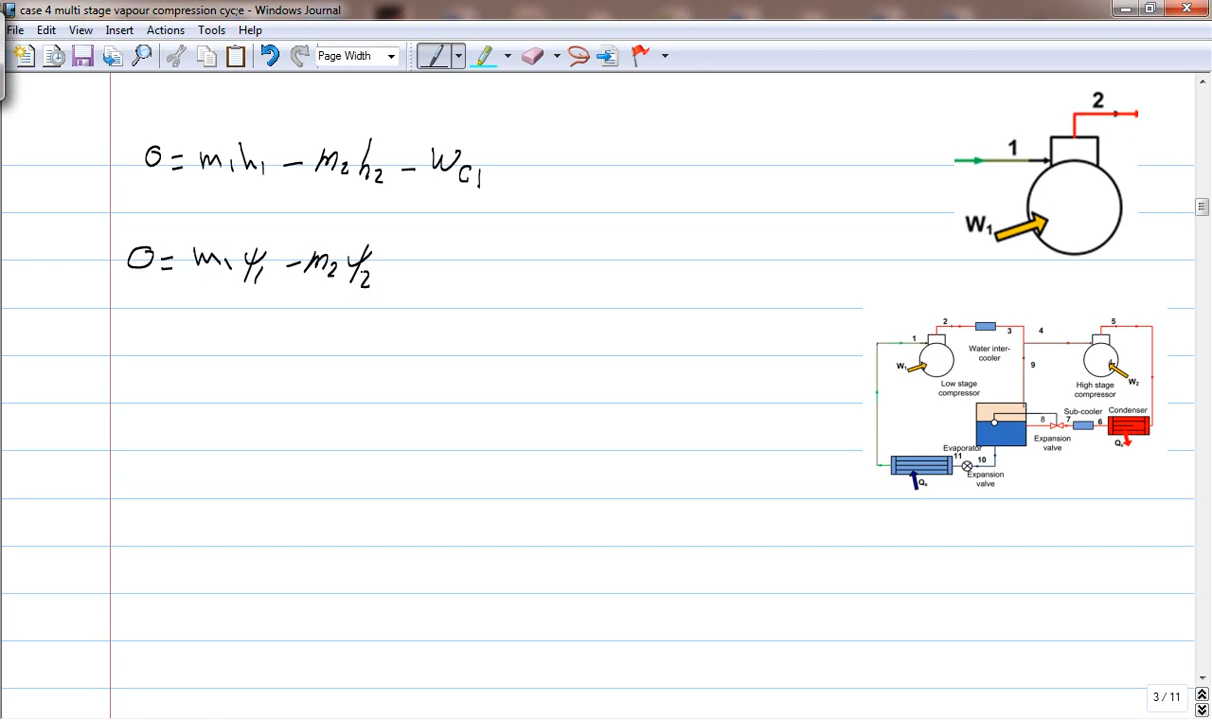 case 4 multi stage vapour compression cyc;e - Windows Journal
File Edit View Insert Actions Tools Help
Page Width
0 = m1h1 - m2h2 - Wc1
0 = m1ψ1 - m2ψ2
2
1
W1
2
3
4
5
1
Water inter-
cooler
9
W1
W2
Low stage
compressor
High stage
compressor
8
7
Sub-cooler
6
Condenser
Expansion
valve
Evaporator
11
10
Expansion
valve
Qe
3 / 11